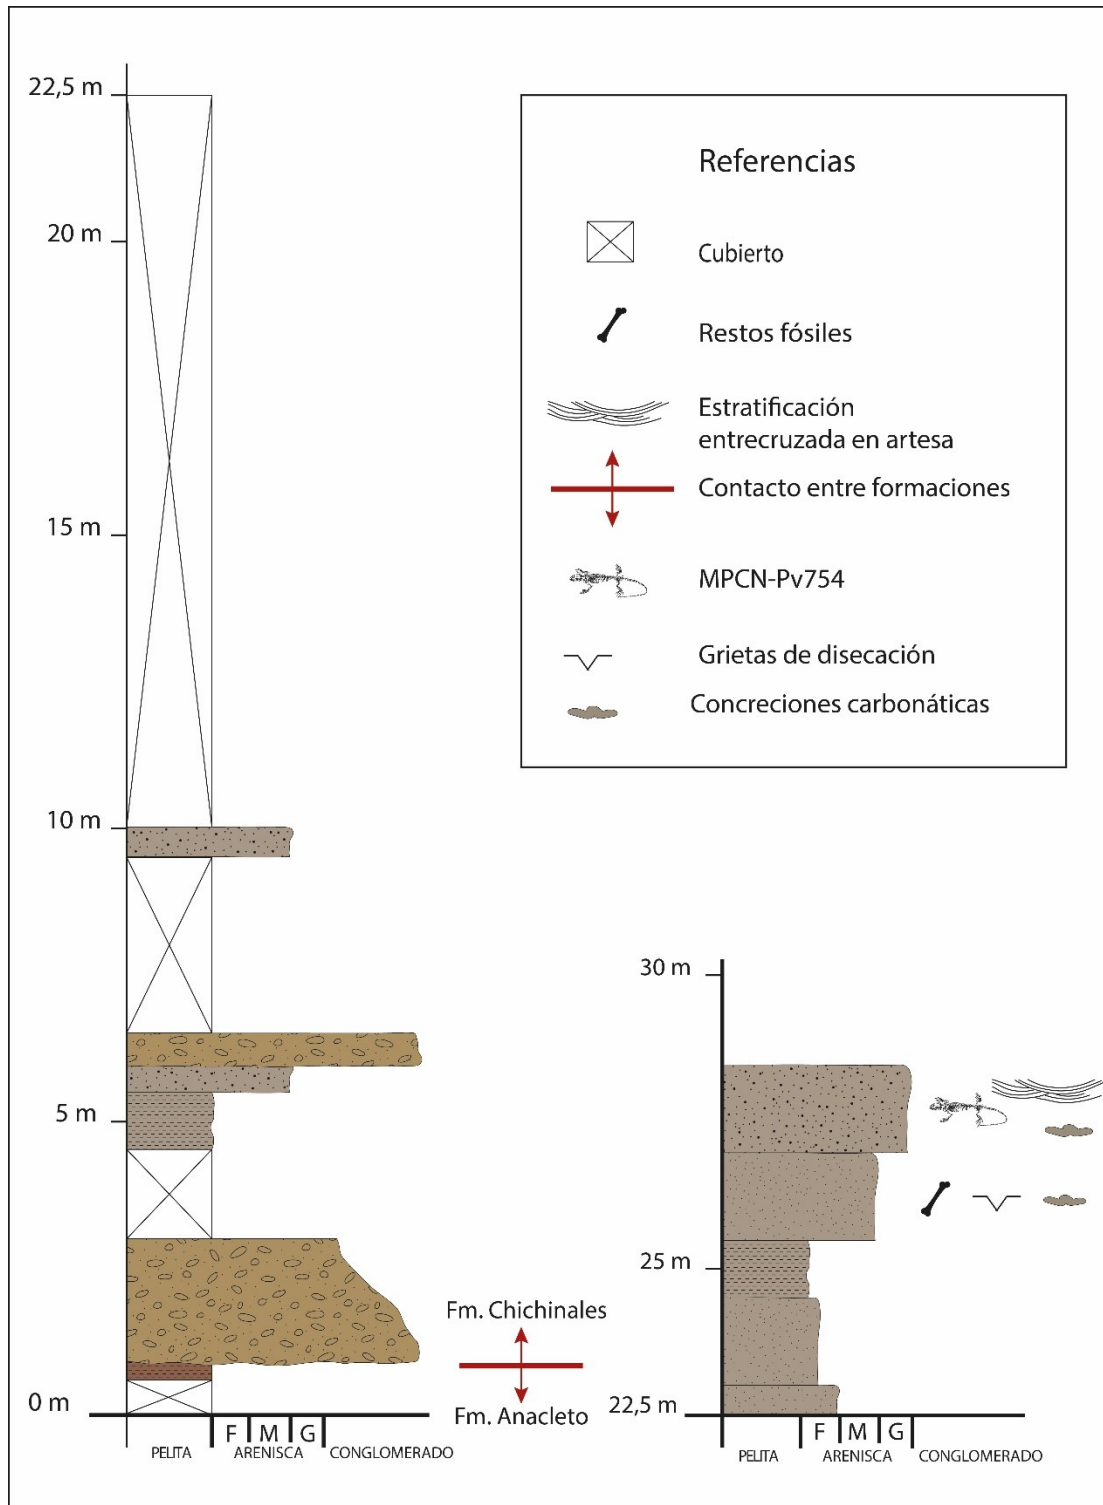 22,5 m
20 m
15 m
10 m
5 m
0 m
PELITA
F M G
ARENISCA
CONGLOMERADO
Fm. Chichinales
Fm. Anacleto
Referencias
Cubierto
Restos fósiles
Estratificación
entrecruzada en artesa
Contacto entre formaciones
MPCN-Pv754
Grietas de disecación
Concreciones carbonáticas
30 m
25 m
22,5 m
PELITA
F M G
ARENISCA
CONGLOMERADO